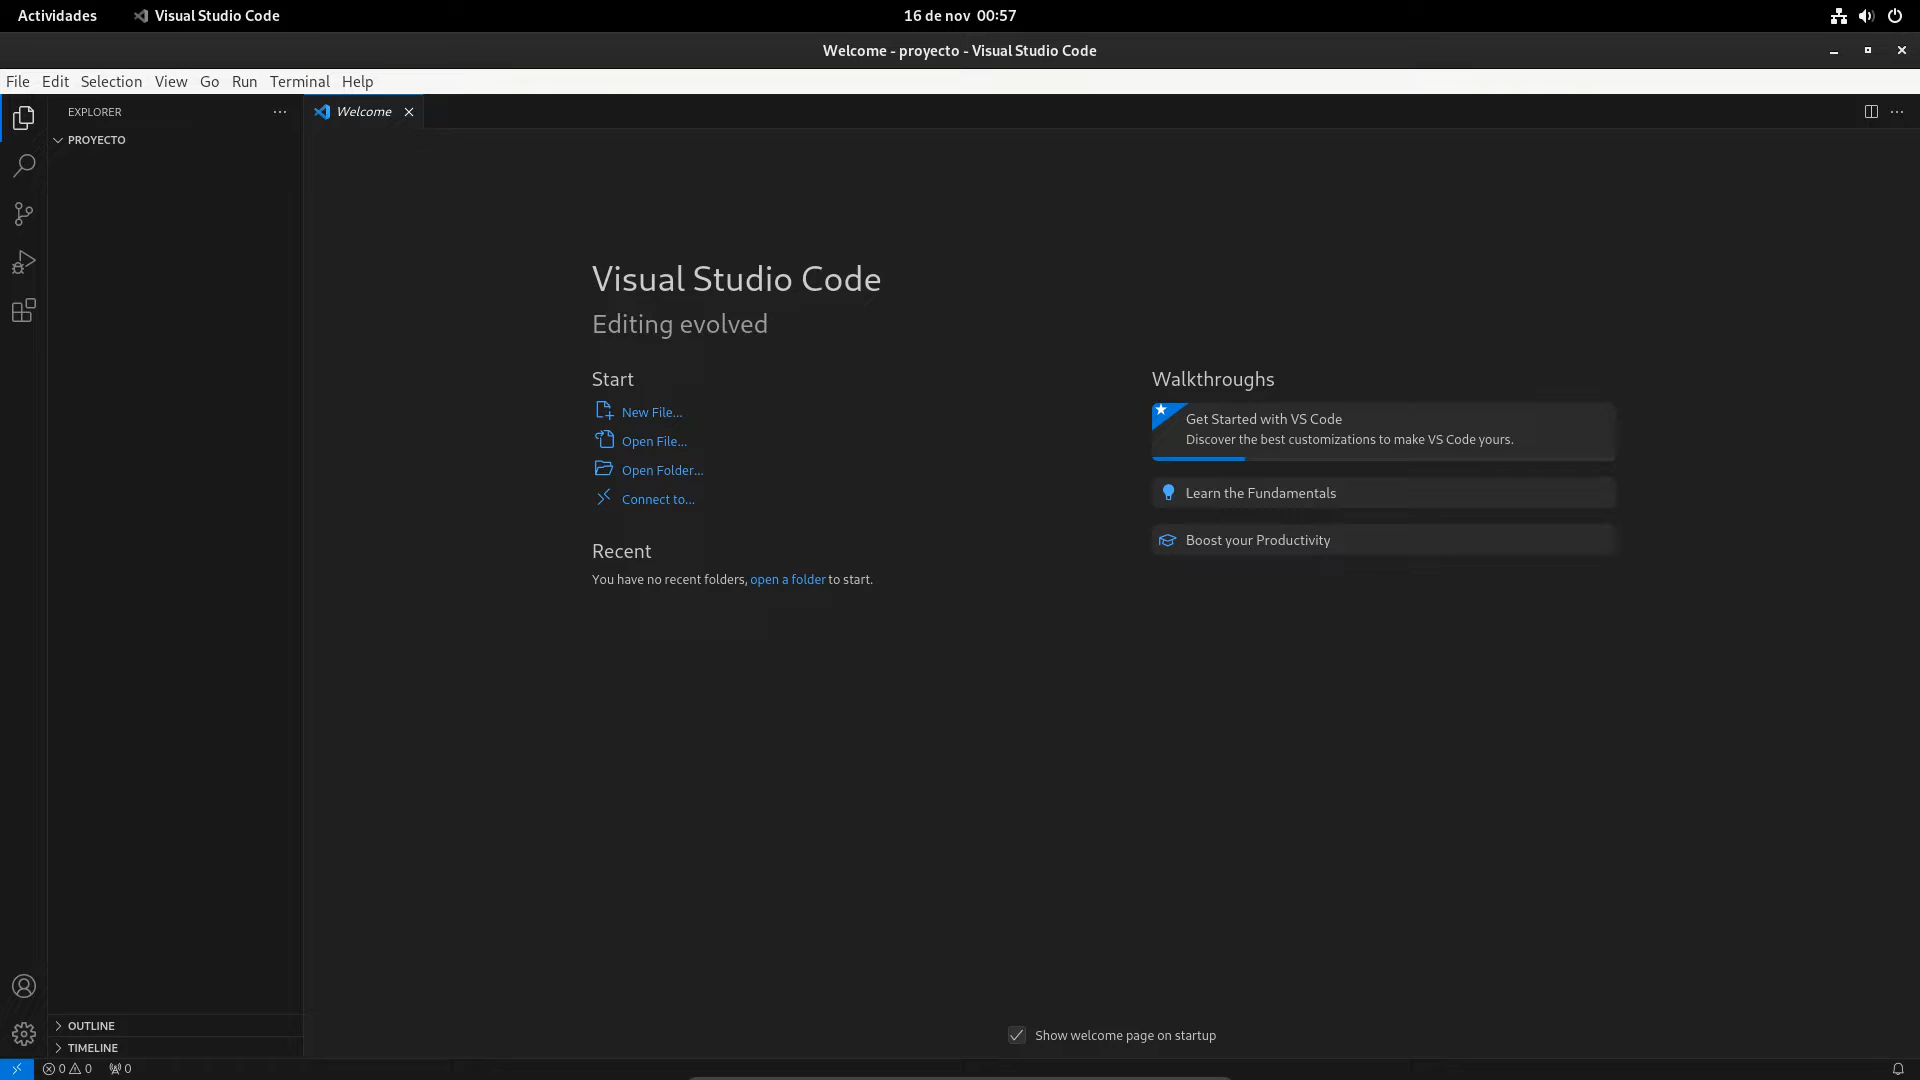 Actividades
Visual Studio Code
16 de nov 00:57
Welcome - proyecto - Visual Studio Code
File Edit Selection View Go Run Terminal Help
EXPLORER
Welcome
PROYECTO
Visual Studio Code
Editing evolved
Start
New File...
Open File...
Open Folder...
Connect to...
Recent
You have no recent folders, open a folder to start.
Walkthroughs
Get Started with VS Code
Discover the best customizations to make VS Code yours.
Learn the Fundamentals
Boost your Productivity
Show welcome page on startup
OUTLINE
TIMELINE
0 0 0